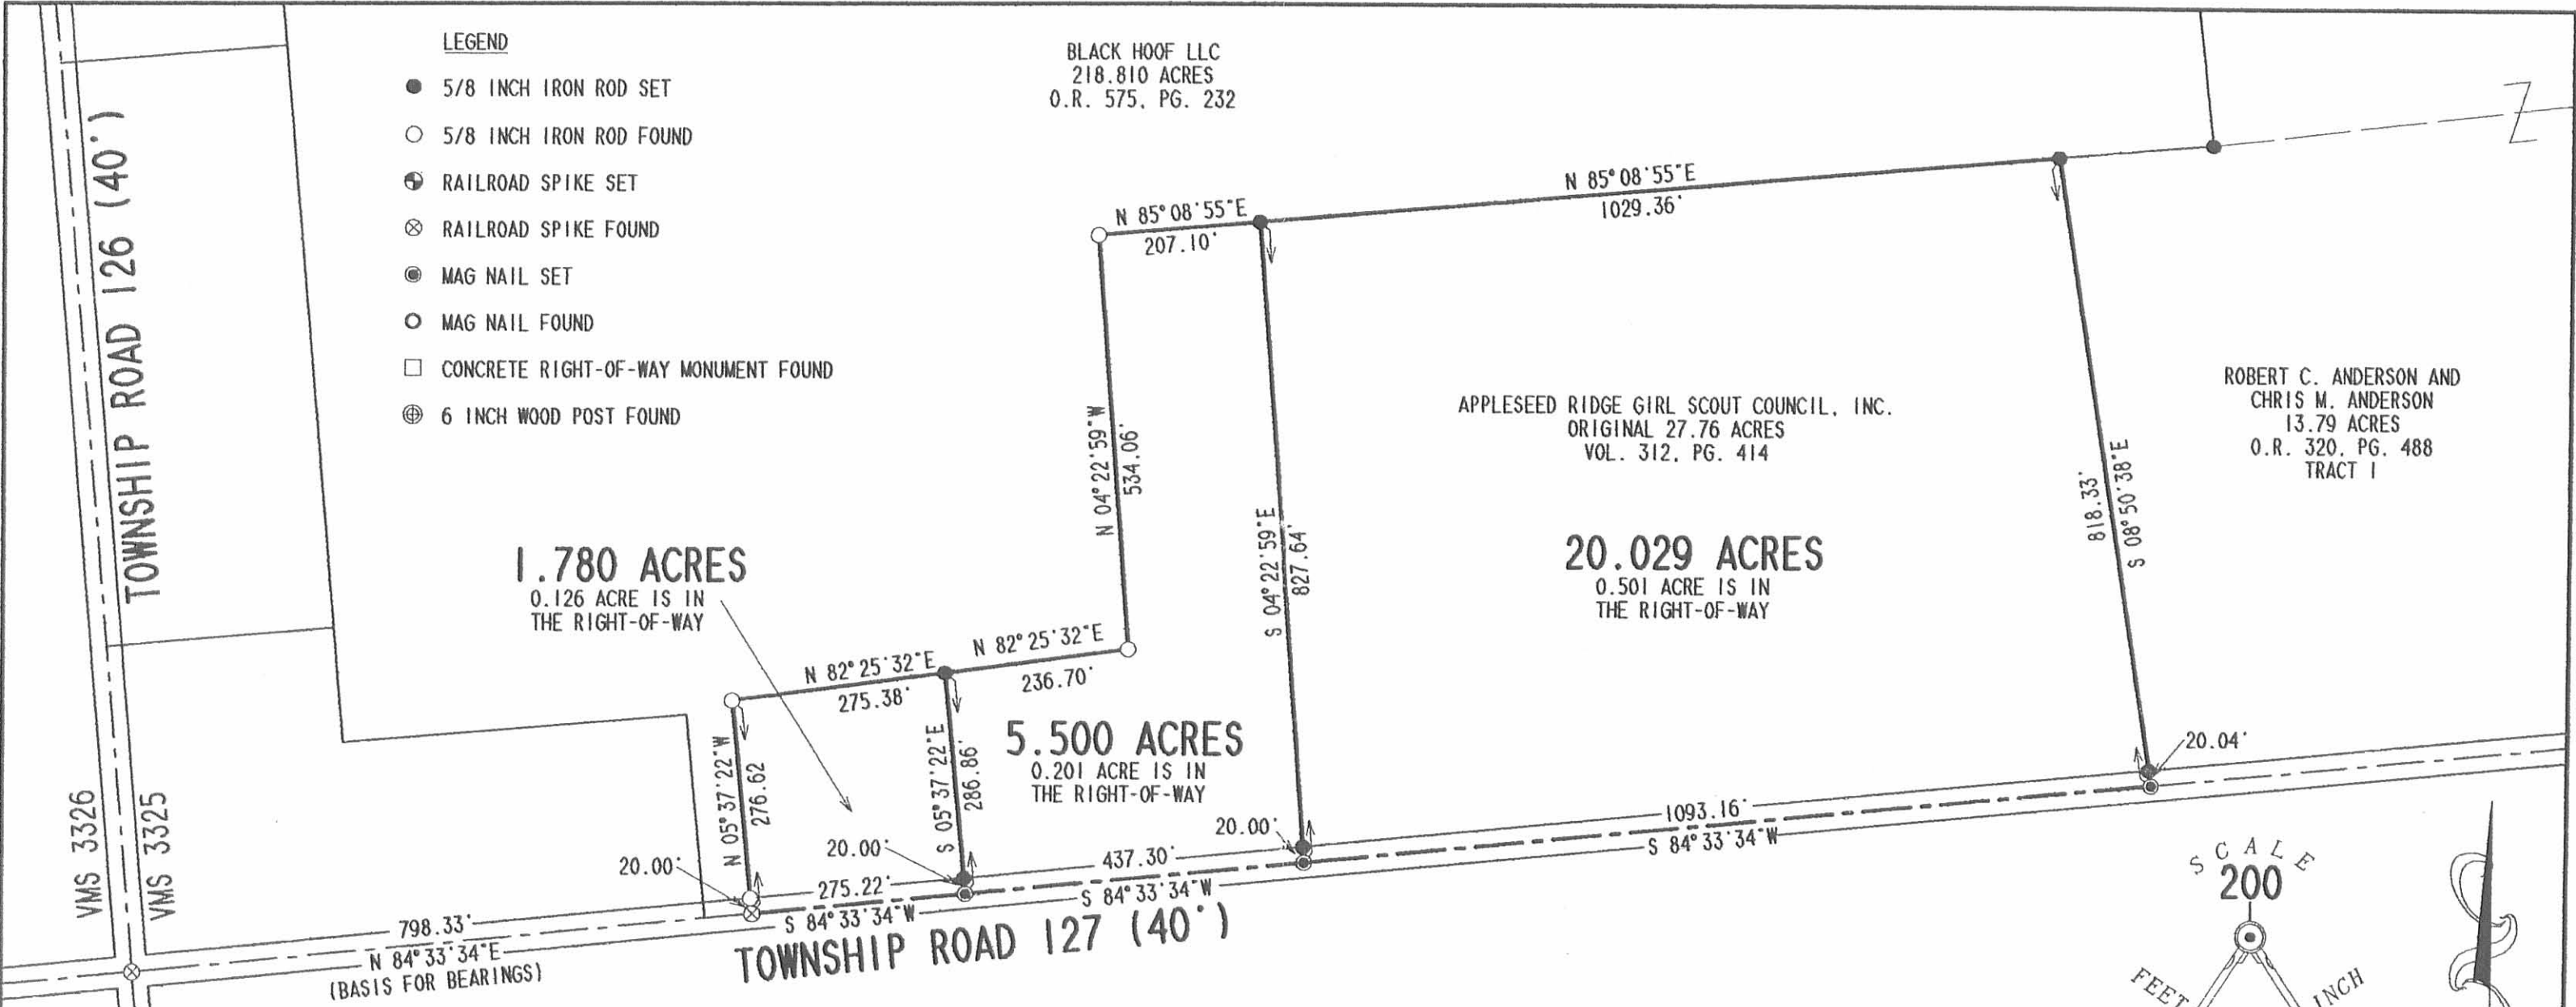 LEGEND
5/8 INCH IRON ROD SET
5/8 INCH IRON ROD FOUND
RAILROAD SPIKE SET
RAILROAD SPIKE FOUND
MAG NAIL SET
MAG NAIL FOUND
CONCRETE RIGHT-OF-WAY MONUMENT FOUND
6 INCH WOOD POST FOUND
BLACK HOOF LLC
218.810 ACRES
O.R. 575, PG. 232
TOWNSHIP ROAD 126 (40')
VMS 3326
VMS 3325
N 85°08'55"E
207.10'
N 85°08'55"E
1029.36'
N 04°22'59"W
534.06'
S 04°22'59"E
827.64'
APPLESEED RIDGE GIRL SCOUT COUNCIL, INC.
ORIGINAL 27.76 ACRES
VOL. 312, PG. 414
20.029 ACRES
0.501 ACRE IS IN
THE RIGHT-OF-WAY
818.33'
S 08°50'38"E
ROBERT C. ANDERSON AND
CHRIS M. ANDERSON
13.79 ACRES
O.R. 320, PG. 488
TRACT I
1.780 ACRES
0.126 ACRE IS IN
THE RIGHT-OF-WAY
N 82°25'32"E
275.38'
N 82°25'32"E
236.70'
N 05°37'22"W
276.62
S 05°37'22"E
286.86'
5.500 ACRES
0.201 ACRE IS IN
THE RIGHT-OF-WAY
20.00'
20.00'
20.00'
20.04'
798.33'
N 84°33'34"E
(BASIS FOR BEARINGS)
275.22'
S 84°33'34"W
437.30'
S 84°33'34"W
1093.16'
S 84°33'34"W
TOWNSHIP ROAD 127 (40')
SCALE
200
FEET
INCH